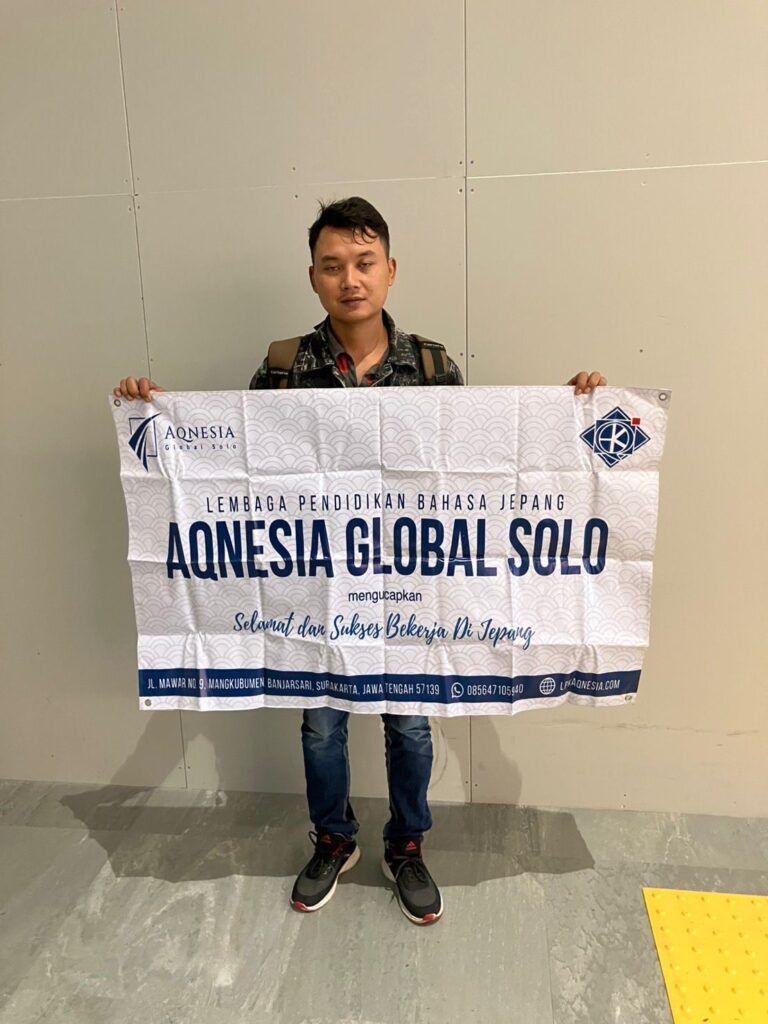 AQNESIA
Global Solo
LEMBAGA PENDIDIKAN BAHASA JEPANG
AQNESIA GLOBAL SOLO
mengucapkan
Selamat dan Sukses Bekerja Di Jepang
JL. MAWAR NO. 9, MANGKUBUMEN BANJARSARI, SURAKARTA, JAWA TENGAH 57139